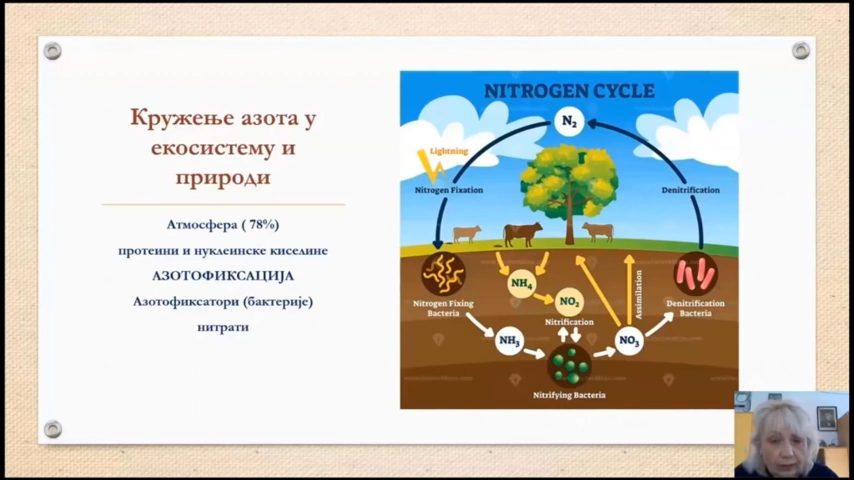 Кружење азота у
екосистему и
природи
Атмосфера ( 78%)
протеини и нуклеинске киселине
АЗОТОФИКСАЦИЈА
Азотофиксатори (бактерије)
нитрати
NITROGEN CYCLE
N₂
Lightning
Nitrogen Fixation
Denitrification
NH₄
NO₂
Nitrification
Assimilation
Nitrogen Fixing
Bacteria
Denitrification
Bacteria
NH₃
NO₃
Nitrifying Bacteria